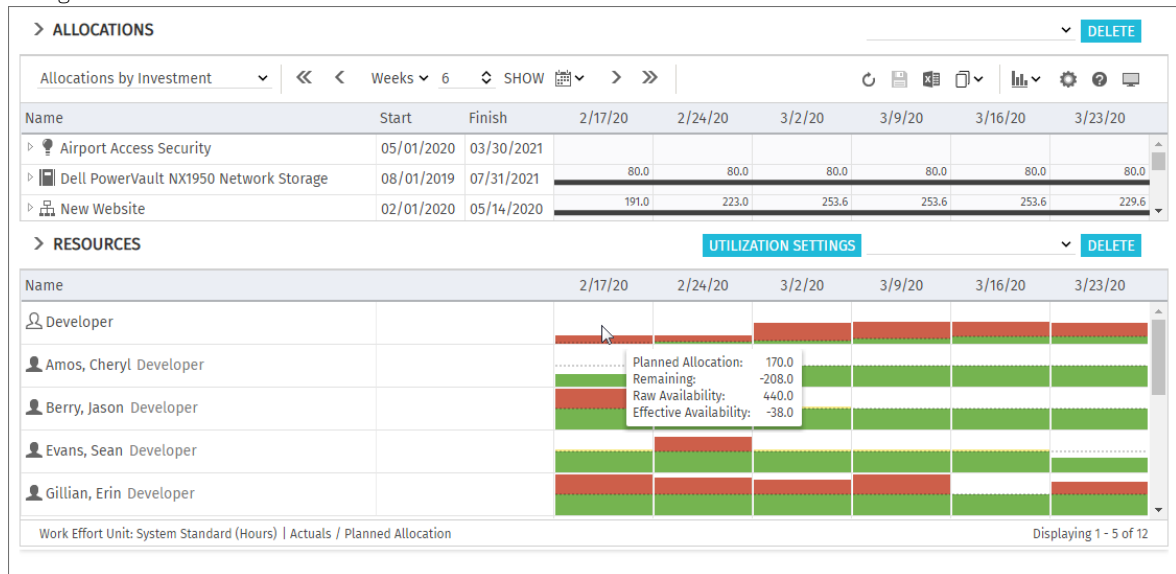 ALLOCATIONS DELETE
Allocations by Investment Weeks 6 SHOW
Name Start Finish 2/17/20 2/24/20 3/2/20 3/9/20 3/16/20 3/23/20
Airport Access Security 05/01/2020 03/30/2021
Dell PowerVault NX1950 Network Storage 08/01/2019 07/31/2021 80.0 80.0 80.0 80.0 80.0 80.0
New Website 02/01/2020 05/14/2020 191.0 223.0 253.6 253.6 253.6 229.6
RESOURCES UTILIZATION SETTINGS DELETE
Name 2/17/20 2/24/20 3/2/20 3/9/20 3/16/20 3/23/20
Developer
Amos, Cheryl Developer
Berry, Jason Developer
Evans, Sean Developer
Gillian, Erin Developer
Planned Allocation: 170.0
Remaining: -208.0
Raw Availability: 440.0
Effective Availability: -38.0
Work Effort Unit: System Standard (Hours) | Actuals / Planned Allocation Displaying 1 - 5 of 12